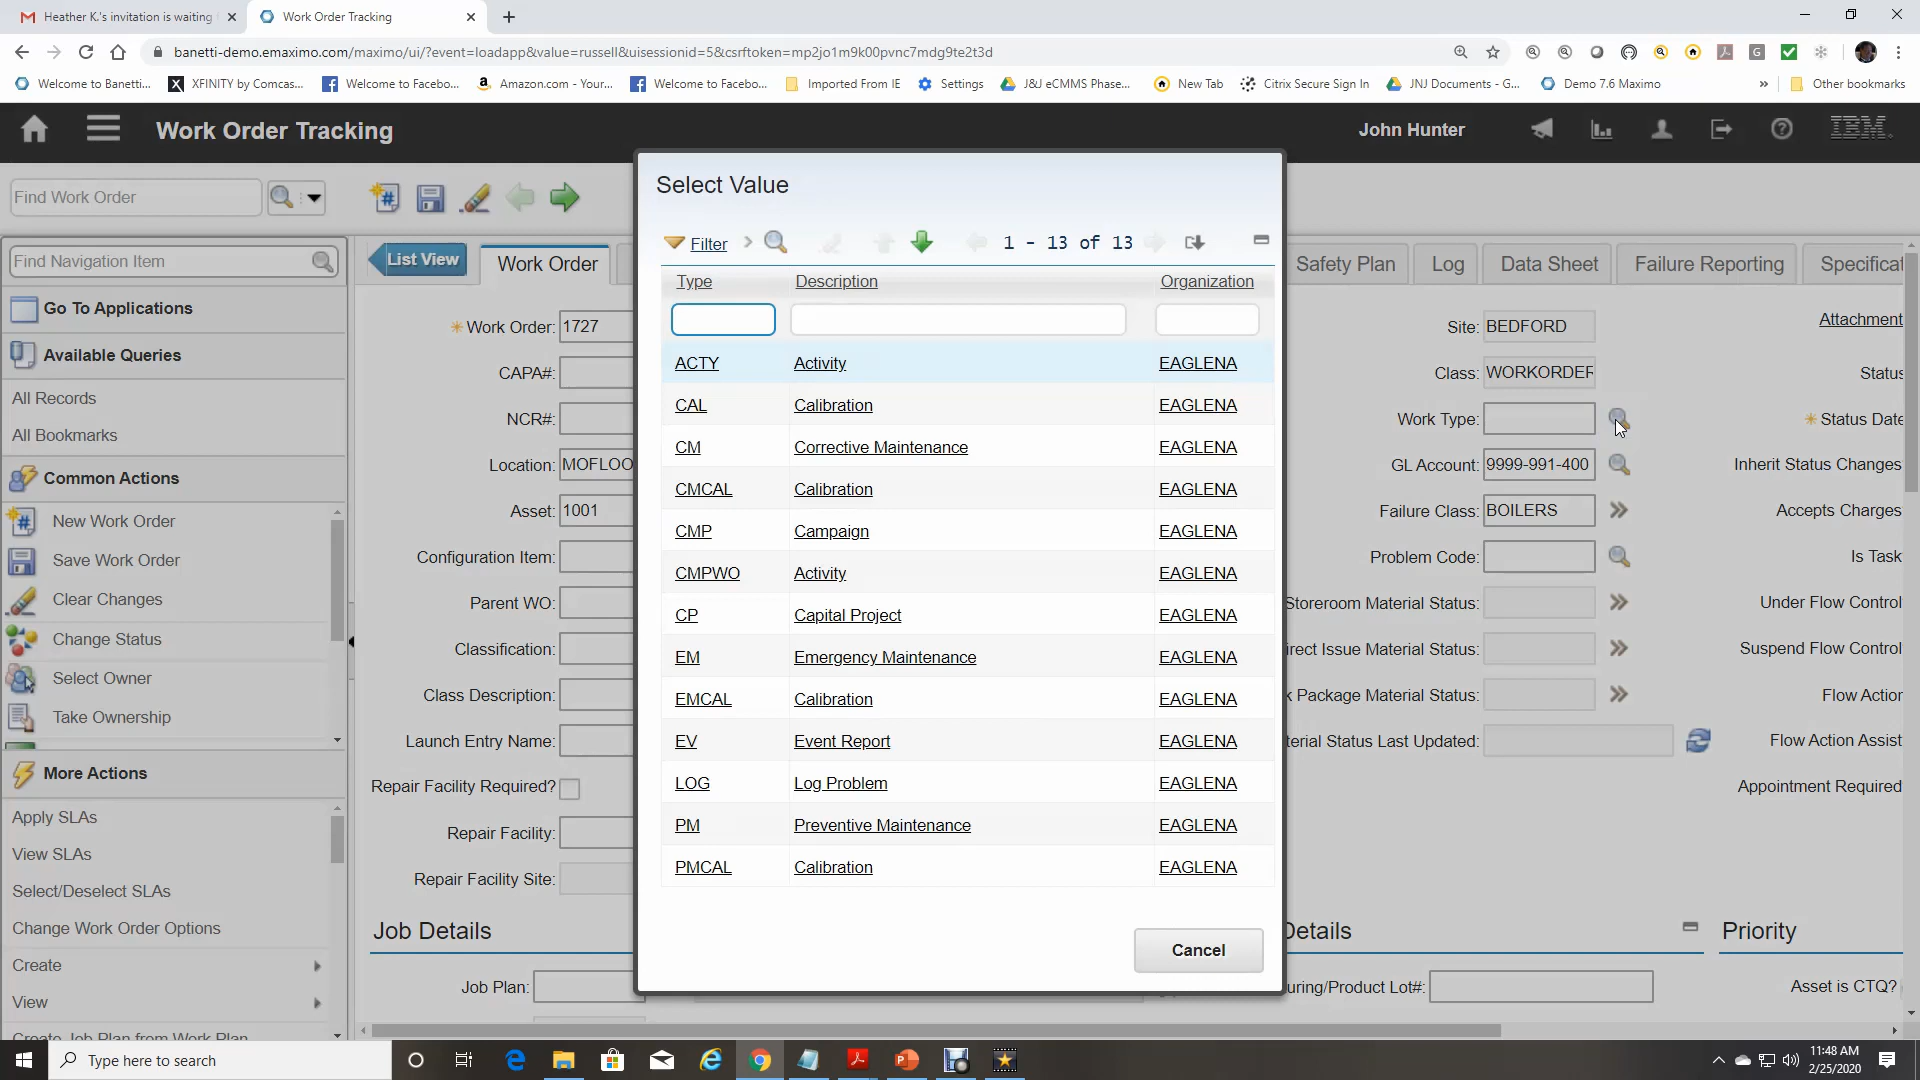 Heather K.'s invitation is waiting
Work Order Tracking
banetti-demo.emaximo.com/maximo/ui/?event=loadapp&value=russell&uisessionid=5&csrftoken=mp2jo1m9k00pvnc7mdg9te2t3d
Welcome to Banetti...
XFINITY by Comcas...
Welcome to Facebo...
Amazon.com - Your...
Welcome to Facebo...
Imported From IE
Settings
J&J eCMMS Phase...
New Tab
Citrix Secure Sign In
JNJ Documents - G...
Demo 7.6 Maximo
Other bookmarks
Work Order Tracking
John Hunter
IBM.
Find Work Order
Find Navigation Item
Go To Applications
Available Queries
All Records
All Bookmarks
Common Actions
New Work Order
Save Work Order
Clear Changes
Change Status
Select Owner
Take Ownership
More Actions
Apply SLAs
View SLAs
Select/Deselect SLAs
Change Work Order Options
Create
View
Create Job Plan from Work Plan
List View
Work Order
Work Order: 1727
CAPA#:
NCR#:
Location: MOFLOO
Asset: 1001
Configuration Item:
Parent WO:
Classification:
Class Description:
Launch Entry Name:
Repair Facility Required?
Repair Facility:
Repair Facility Site:
Job Details
Job Plan:
Select Value
Filter
1 - 13 of 13
Type Description Organization
ACTY Activity EAGLENA
CAL Calibration EAGLENA
CM Corrective Maintenance EAGLENA
CMCAL Calibration EAGLENA
CMP Campaign EAGLENA
CMPWO Activity EAGLENA
CP Capital Project EAGLENA
EM Emergency Maintenance EAGLENA
EMCAL Calibration EAGLENA
EV Event Report EAGLENA
LOG Log Problem EAGLENA
PM Preventive Maintenance EAGLENA
PMCAL Calibration EAGLENA
Cancel
Safety Plan
Log
Data Sheet
Failure Reporting
Specificat
Site: BEDFORD
Class: WORKORDER
Work Type:
GL Account: 9999-991-400
Failure Class: BOILERS
Problem Code:
Storeroom Material Status:
irect Issue Material Status:
k Package Material Status:
terial Status Last Updated:
Details
uring/Product Lot#:
Attachment
Status
Status Date
Inherit Status Changes
Accepts Charges
Is Task
Under Flow Control
Suspend Flow Control
Flow Action
Flow Action Assist
Appointment Required
Priority
Asset is CTQ?
Type here to search
11:48 AM
2/25/2020